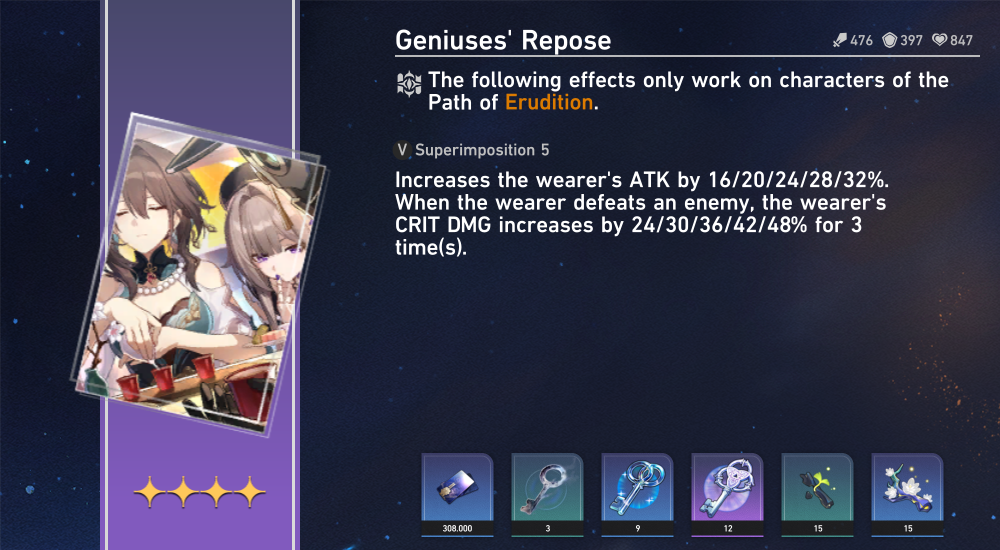 Geniuses' Repose
476 397 847
The following effects only work on characters of the
Path of Erudition.
V Superimposition 5
Increases the wearer's ATK by 16/20/24/28/32%.
When the wearer defeats an enemy, the wearer's
CRIT DMG increases by 24/30/36/42/48% for 3
time(s).
308.000 3 9 12 15 15